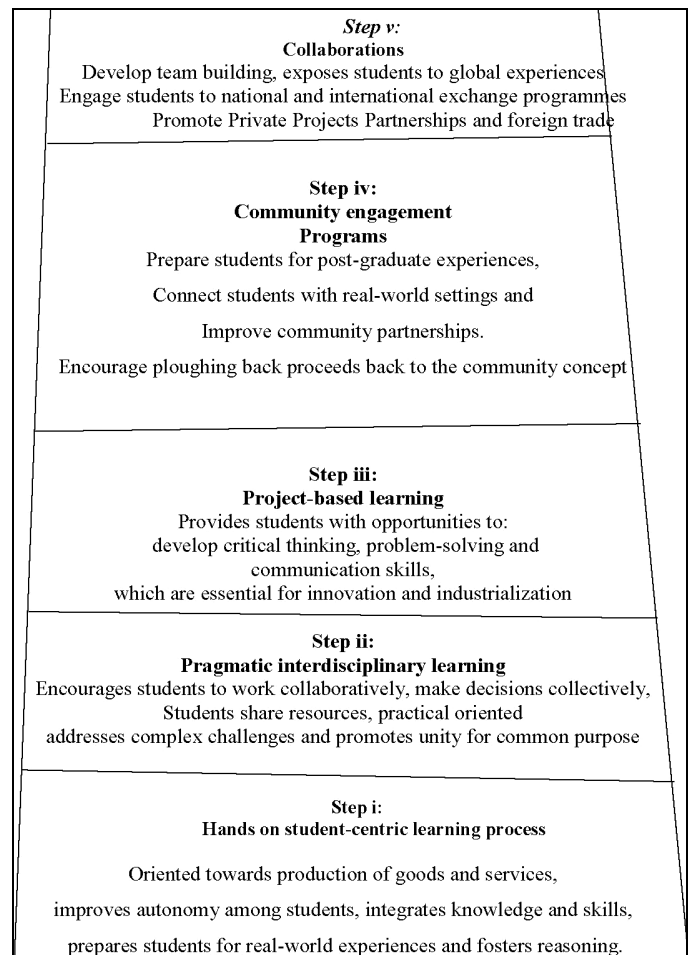 Step v:
Collaborations
Develop team building, exposes students to global experiences
Engage students to national and international exchange programmes
Promote Private Projects Partnerships and foreign trade
Step iv:
Community engagement
Programs
Prepare students for post-graduate experiences,
Connect students with real-world settings and
Improve community partnerships.
Encourage ploughing back proceeds back to the community concept
Step iii:
Project-based learning
Provides students with opportunities to:
develop critical thinking, problem-solving and
communication skills,
which are essential for innovation and industrialization
Step ii:
Pragmatic interdisciplinary learning
Encourages students to work collaboratively, make decisions collectively,
Students share resources, practical oriented
addresses complex challenges and promotes unity for common purpose
Step i:
Hands on student-centric learning process
Oriented towards production of goods and services,
improves autonomy among students, integrates knowledge and skills,
prepares students for real-world experiences and fosters reasoning.